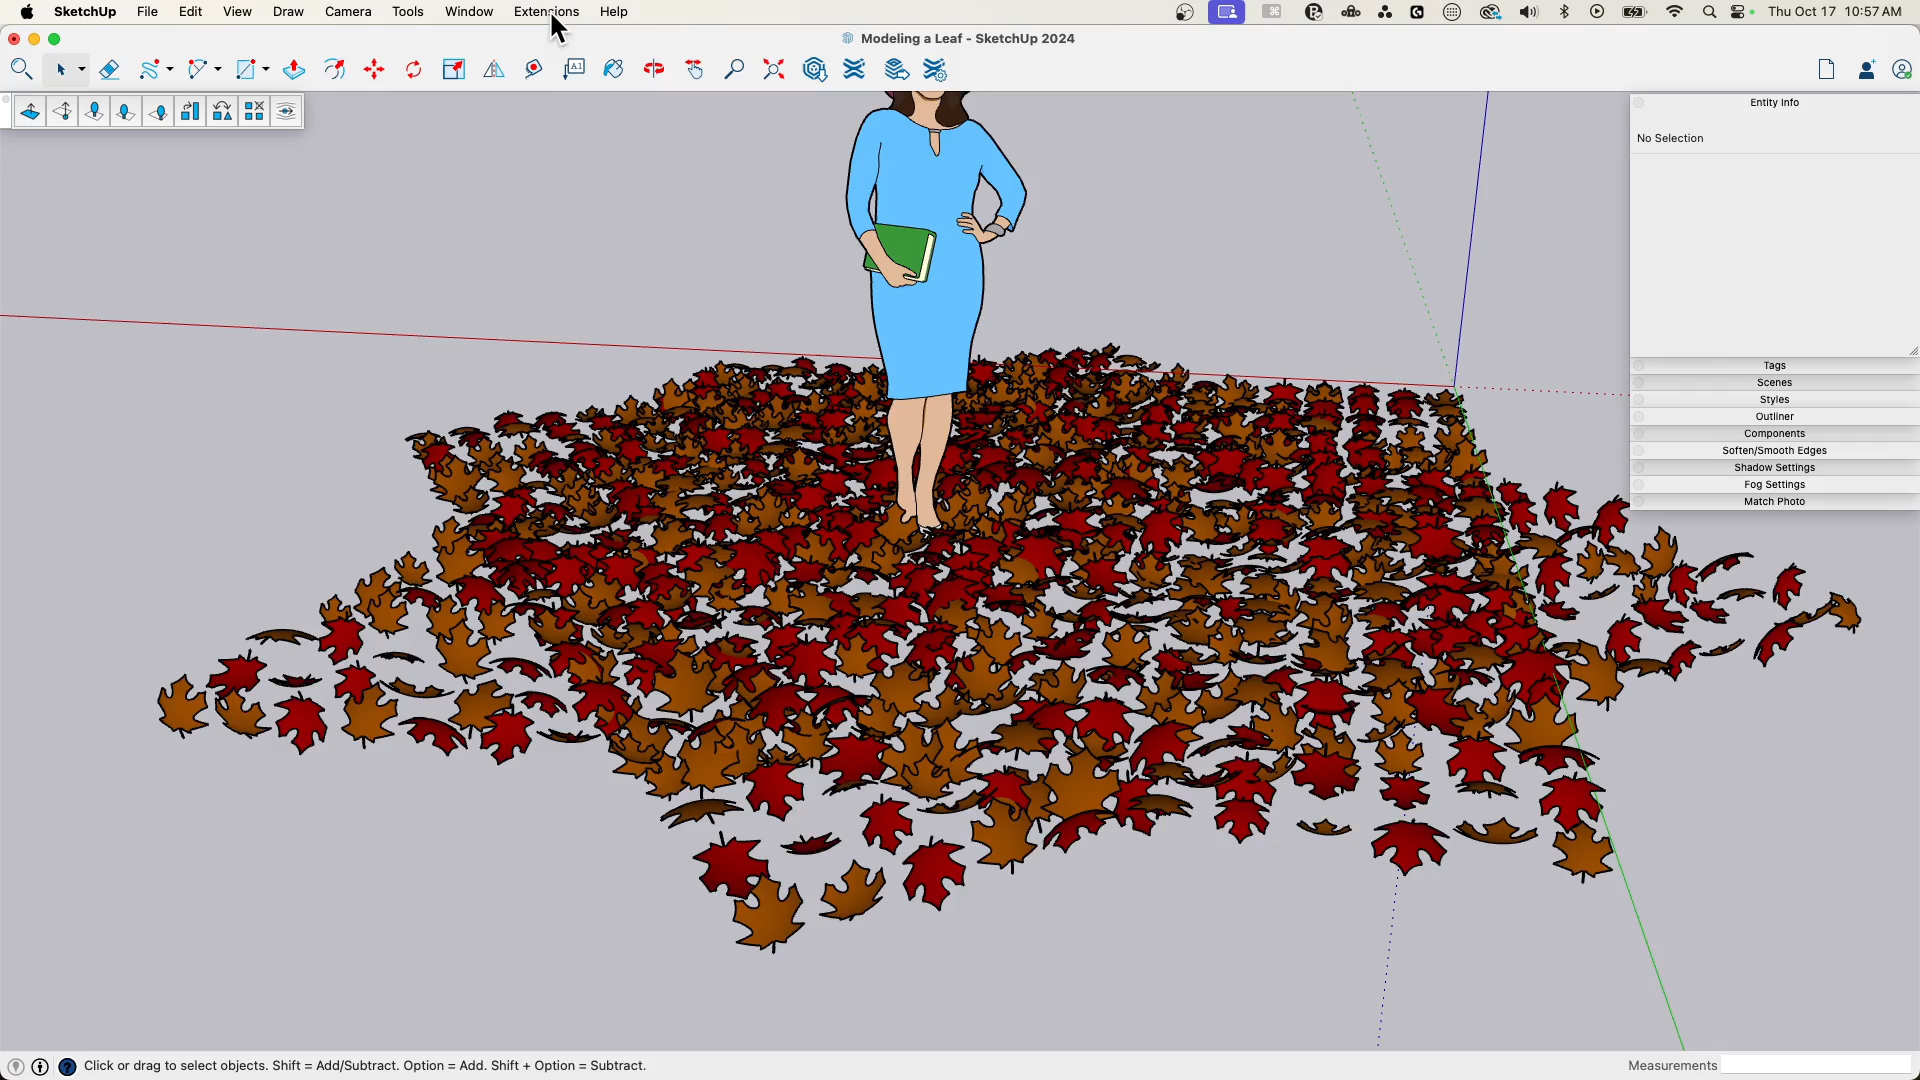 SketchUp File Edit View Draw Camera Tools Window Extensions Help Thu Oct 17 10:57 AM
Modeling a Leaf - SketchUp 2024
A1
Entity Info
No Selection
Tags
Scenes
Styles
Outliner
Components
Soften/Smooth Edges
Shadow Settings
Fog Settings
Match Photo
Click or drag to select objects. Shift = Add/Subtract. Option = Add. Shift + Option = Subtract.
Measurements